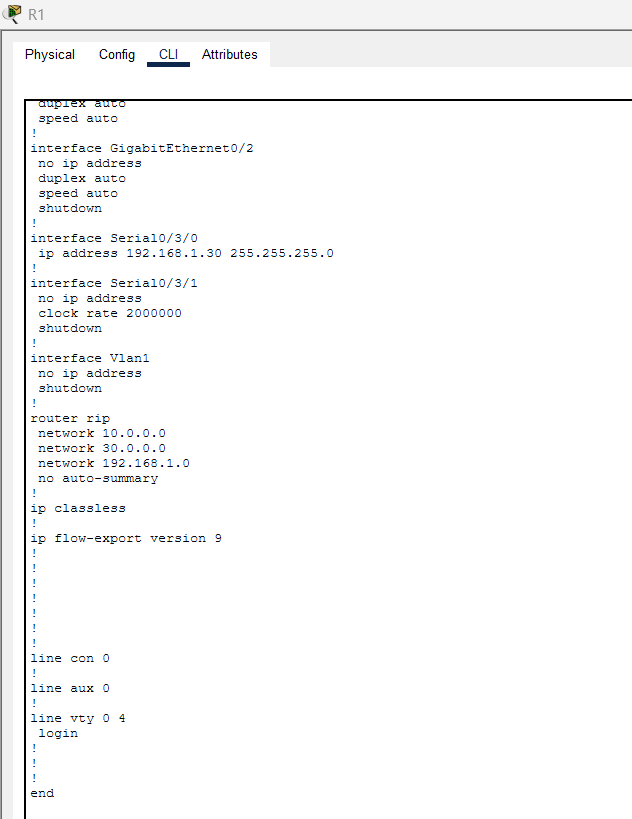 R1
Physical Config CLI Attributes
duplex auto
speed auto
!
interface GigabitEthernet0/2
no ip address
duplex auto
speed auto
shutdown
!
interface Serial0/3/0
ip address 192.168.1.30 255.255.255.0
!
interface Serial0/3/1
no ip address
clock rate 2000000
shutdown
!
interface Vlan1
no ip address
shutdown
!
router rip
network 10.0.0.0
network 30.0.0.0
network 192.168.1.0
no auto-summary
!
ip classless
!
ip flow-export version 9
!
!
!
!
!
!
!
line con 0
!
line aux 0
!
line vty 0 4
login
!
!
!
end